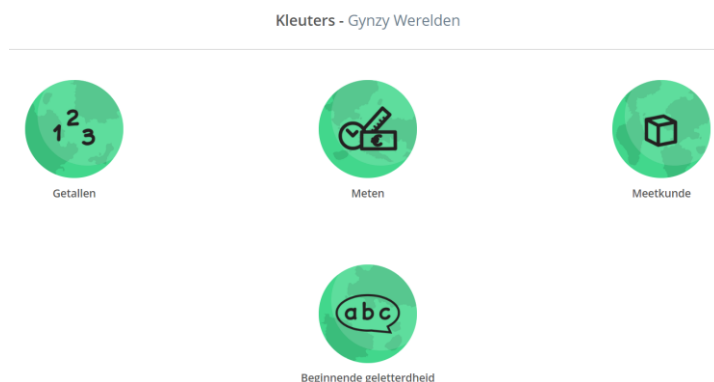 Kleuters - Gynzy Werelden
1 2 3
Getallen
€
Meten
Meetkunde
abc
Beginnende geletterdheid